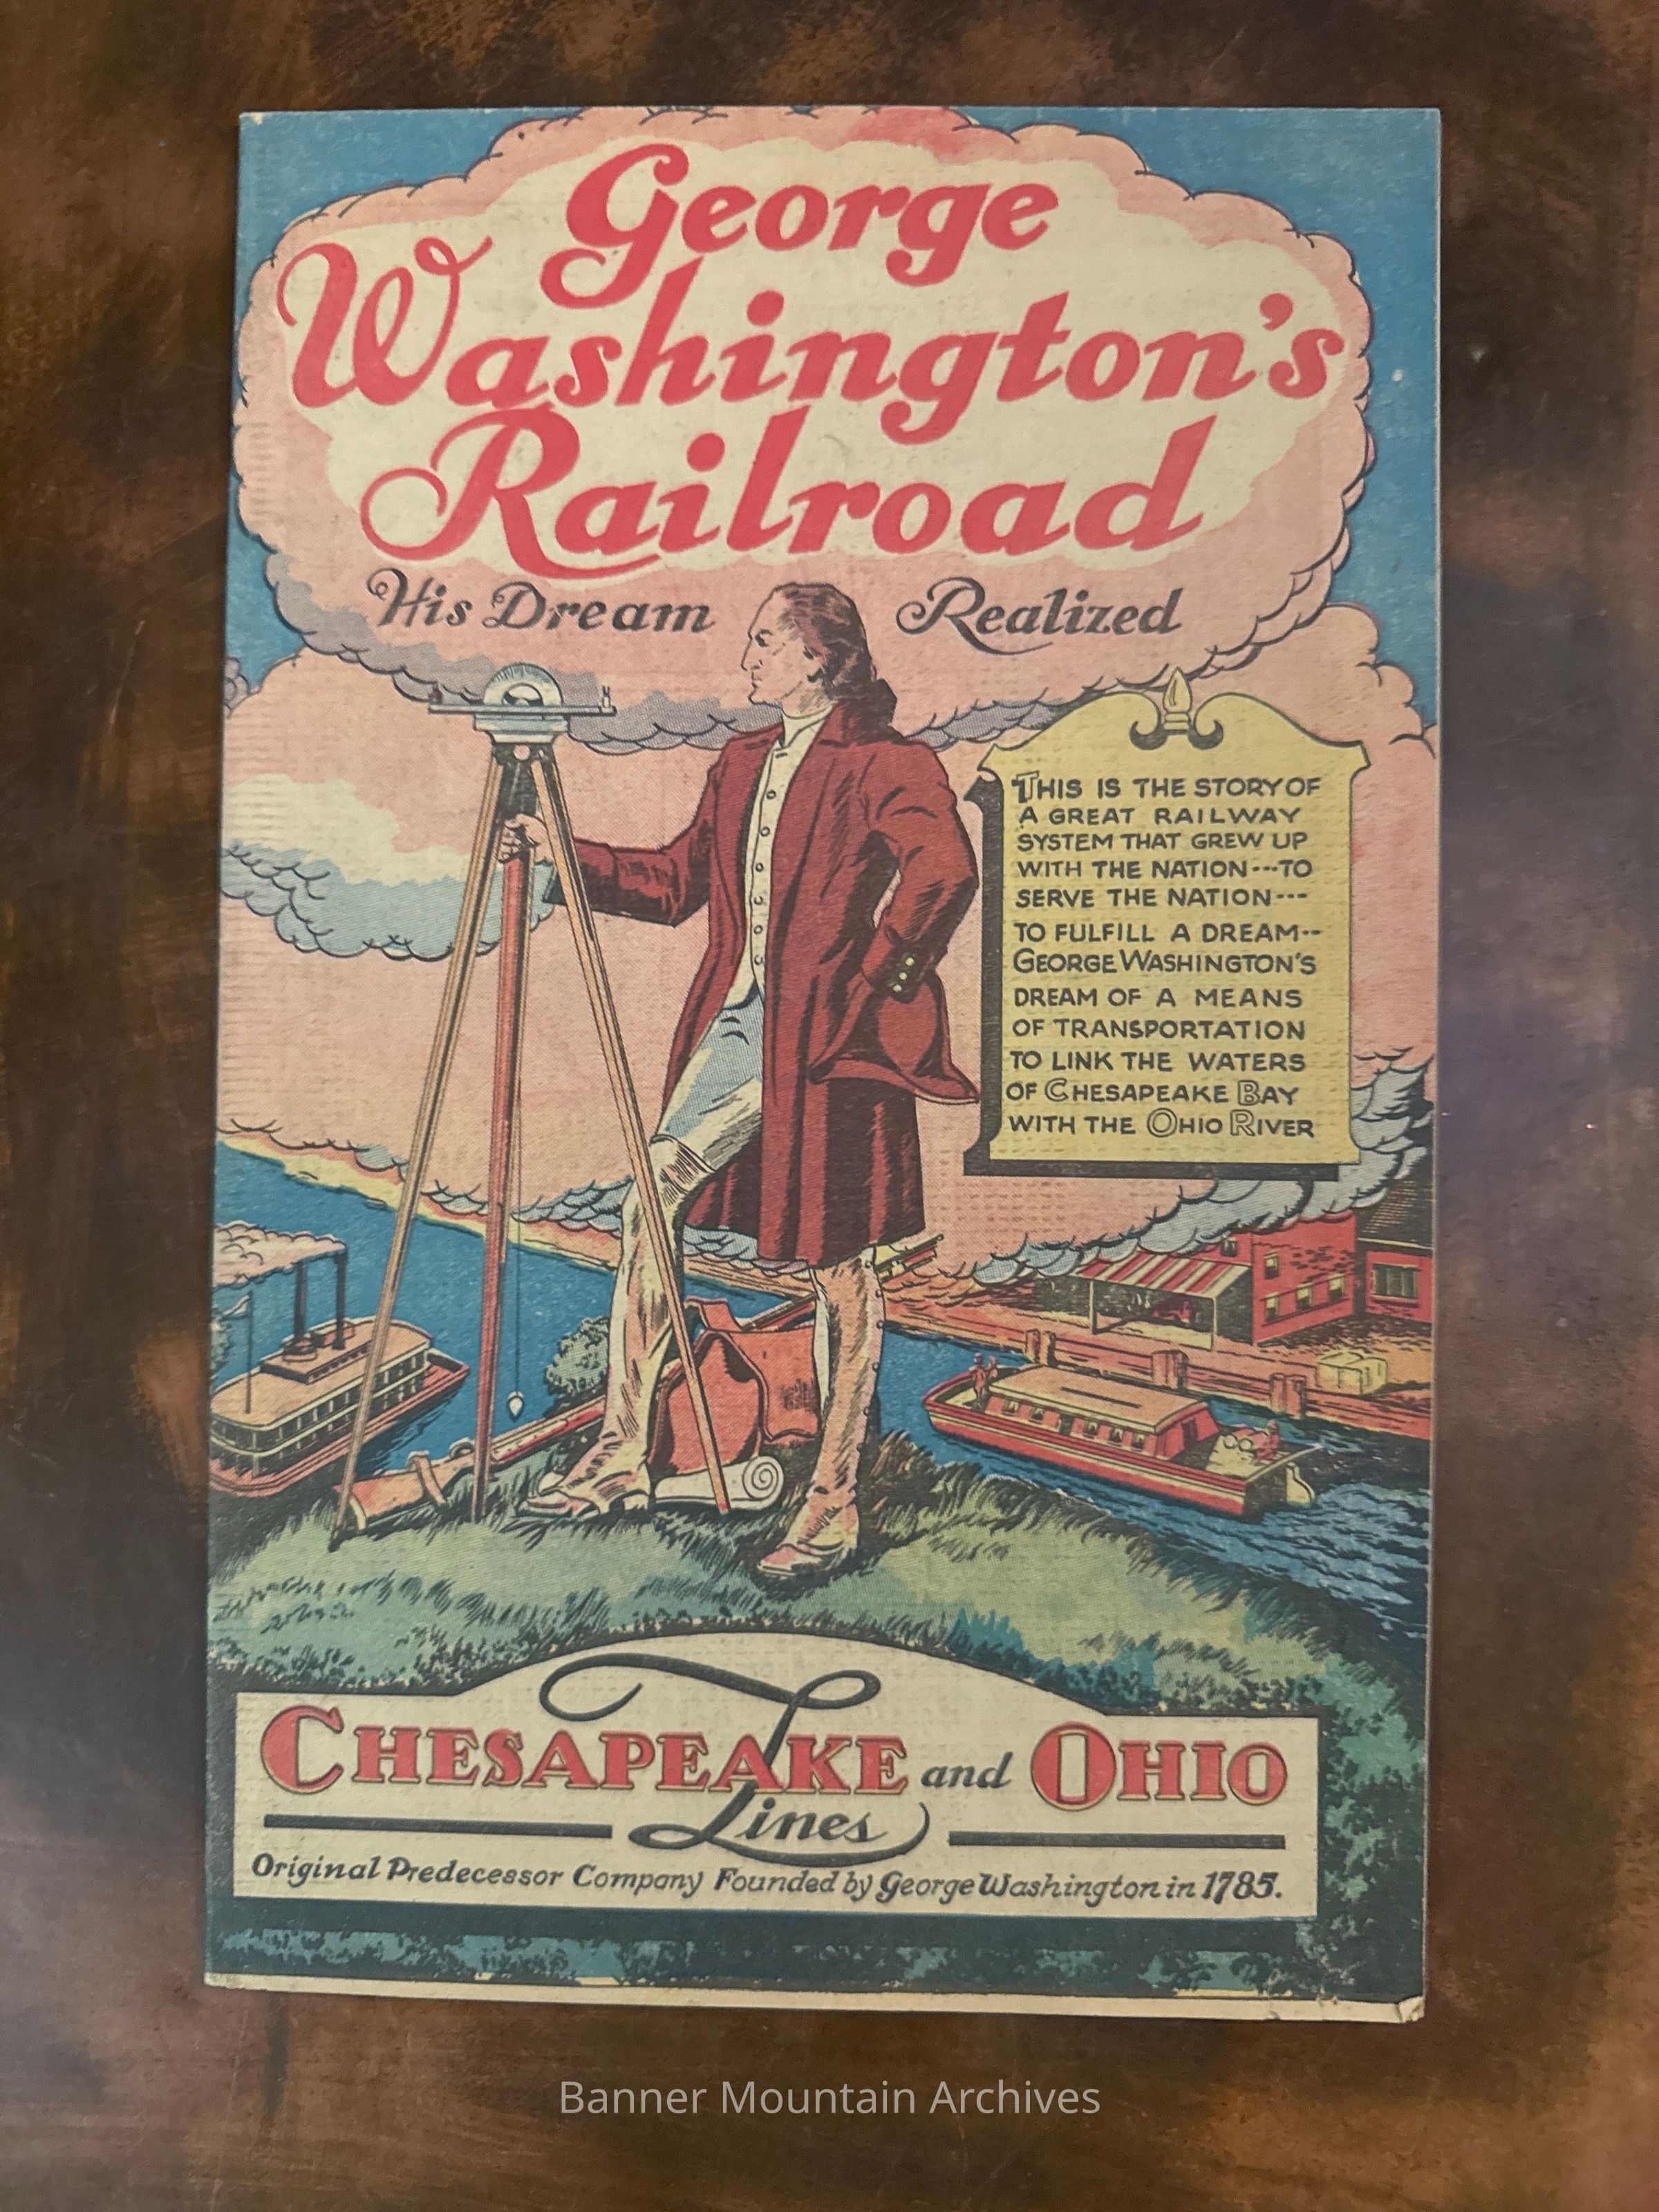 George
Washington's
Railroad
His Dream Realized
THIS IS THE STORY OF
A GREAT RAILWAY
SYSTEM THAT GREW UP
WITH THE NATION---TO
SERVE THE NATION---
TO FULFILL A DREAM--
GEORGE WASHINGTON'S
DREAM OF A MEANS
OF TRANSPORTATION
TO LINK THE WATERS
OF CHESAPEAKE BAY
WITH THE OHIO RIVER
CHESAPEAKE and OHIO
Lines
Original Predecessor Company Founded by George Washington in 1785.
Banner Mountain Archives